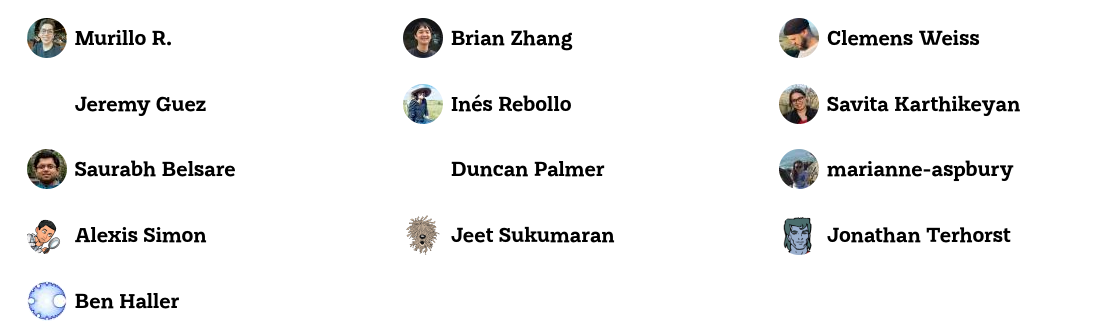 Murillo R.
Brian Zhang
Clemens Weiss
Jeremy Guez
Inés Rebollo
Savita Karthikeyan
Saurabh Belsare
Duncan Palmer
marianne-aspbury
Alexis Simon
Jeet Sukumaran
Jonathan Terhorst
Ben Haller